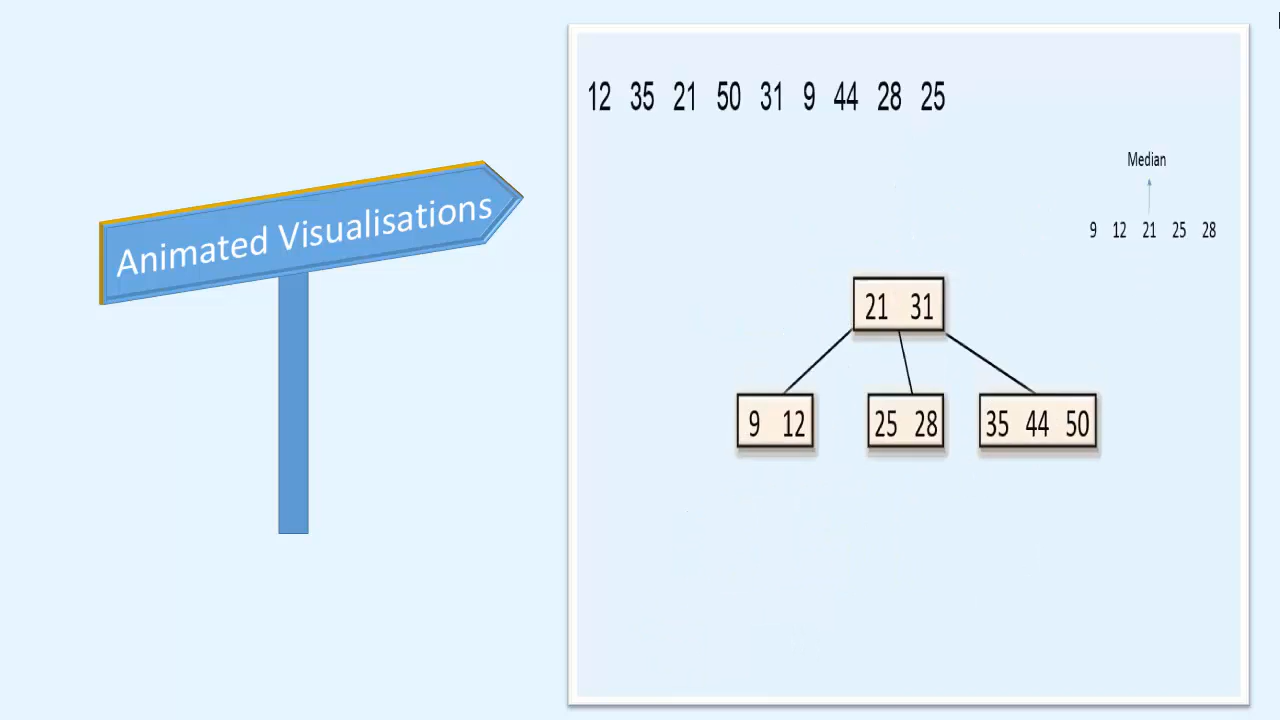 Animated Visualisations
12 35 21 50 31 9 44 28 25
Median
9 12 21 25 28
21 31
9 12
25 28
35 44 50